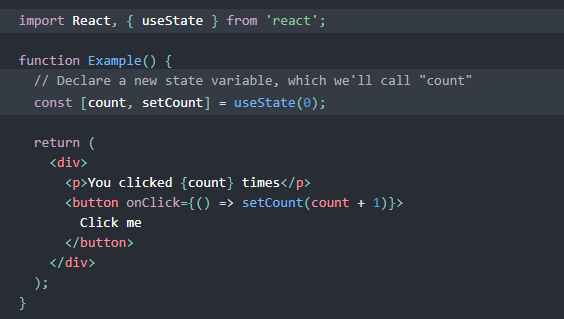 import React, { useState } from 'react';

function Example() {
  // Declare a new state variable, which we'll call "count"
  const [count, setCount] = useState(0);

  return (
    <div>
      <p>You clicked {count} times</p>
      <button onClick={() => setCount(count + 1)}>
        Click me
      </button>
    </div>
  );
}